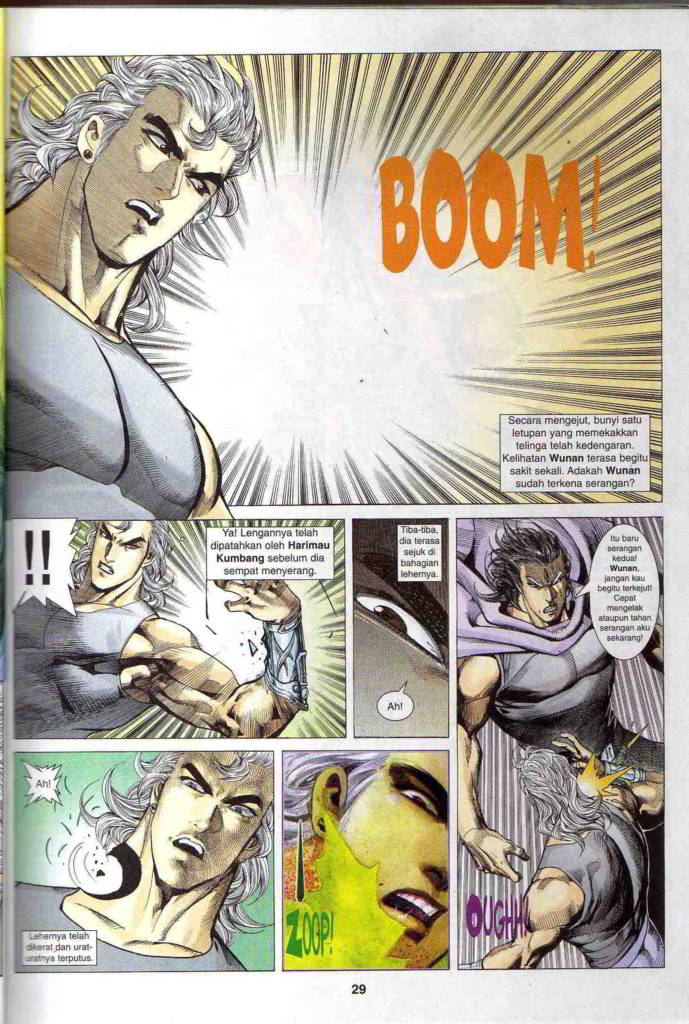 BOOM!
Secara mengejut, bunyi satu
letupan yang memekakkan
telinga telah kedengaran.
Kelihatan Wunan terasa begitu
sakit sekali. Adakah Wunan
sudah terkena serangan?
!!
Ya! Lengannya telah
dipatahkan oleh Harimau
Kumbang sebelum dia
sempat menyerang.
Tiba-tiba,
dia terasa
sejuk di
bahagian
lehernya.
Ah!
Itu baru
serangan
kedua!
Wunan,
jangan kau
begitu terkejut!
Cepat
mengelak
ataupun tahan
serangan aku
sekarang!
OUGHH!
Ah!
Lehernya telah
dikerat dan urat-
uratnya terputus.
!
ZOOP!
29